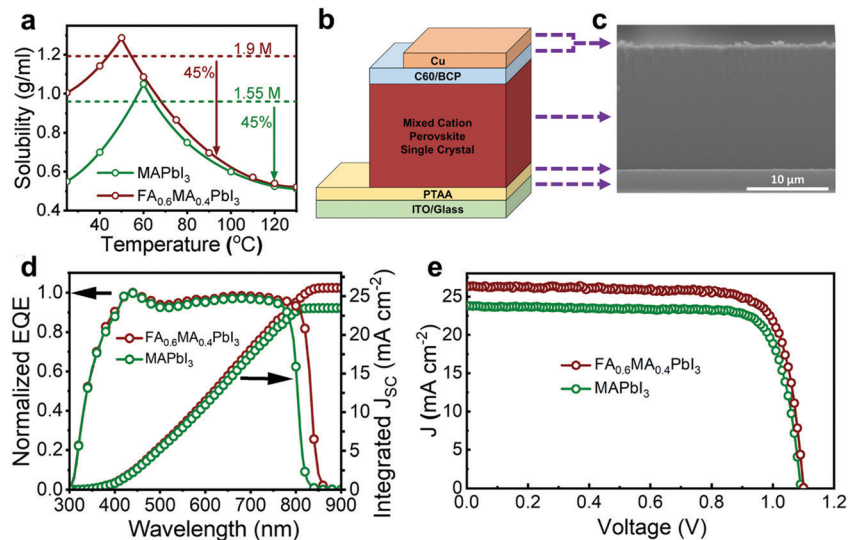 a
Solubility (g/ml)
1.2
1.0
0.8
0.6
0.4
1.9 M
45%
1.55 M
45%
MAPbI3
FA0.6MA0.4PbI3
40 60 80 100 120
Temperature (°C)
b
Cu
C60/BCP
Mixed Cation
Perovskite
Single Crystal
PTAA
ITO/Glass
c
10 µm
d
Normalized EQE
1.0
0.8
0.6
0.4
0.2
0.0
FA0.6MA0.4PbI3
MAPbI3
25
20
15
10
5
0
Integrated JSC (mA cm-2)
300 400 500 600 700 800 900
Wavelength (nm)
e
J (mA cm-2)
25
20
15
10
5
0
FA0.6MA0.4PbI3
MAPbI3
0.0 0.2 0.4 0.6 0.8 1.0 1.2
Voltage (V)